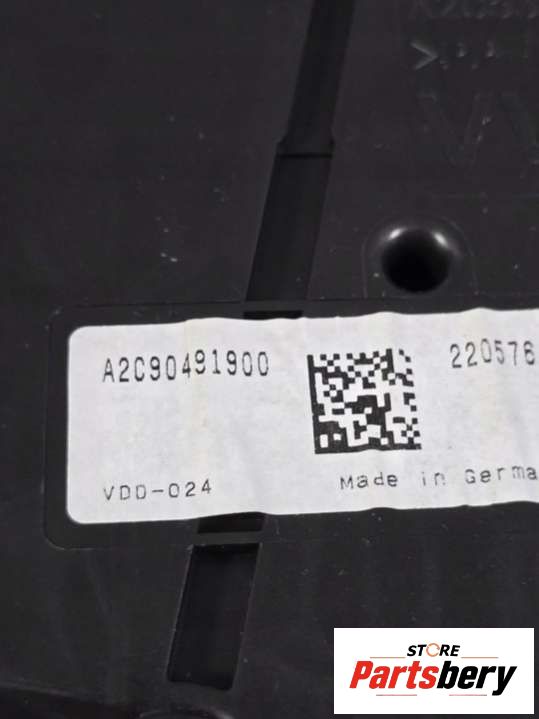 A2C90491900
220576
VDD-024
Made in Germa
STORE
Partsbery